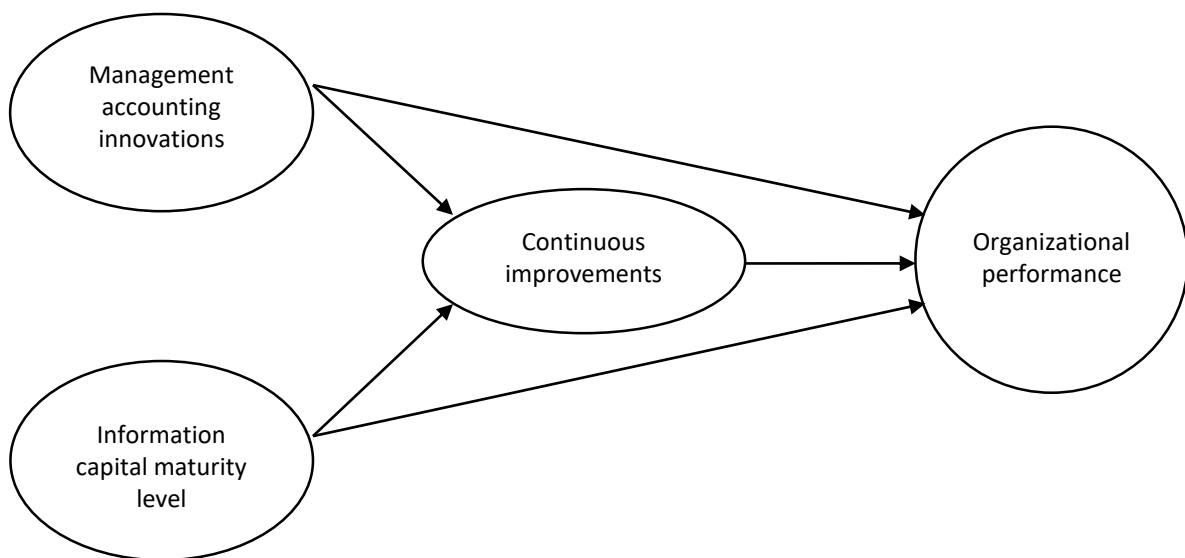 Management
accounting
innovations
Continuous
improvements
Organizational
performance
Information
capital maturity
level